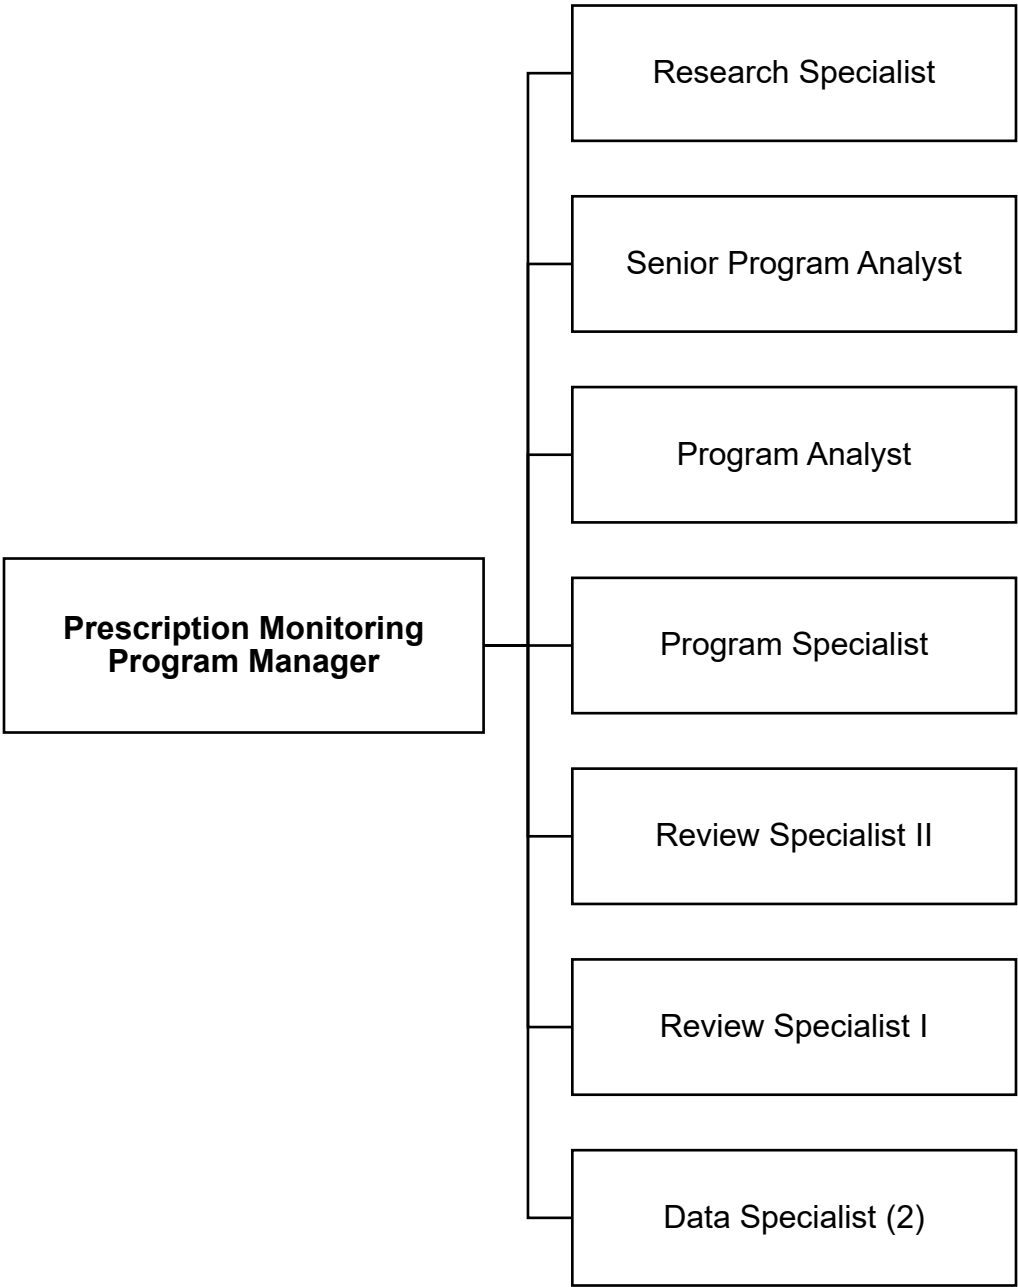 Research Specialist
Senior Program Analyst
Program Analyst
Prescription Monitoring
Program Manager
Program Specialist
Review Specialist II
Review Specialist I
Data Specialist (2)